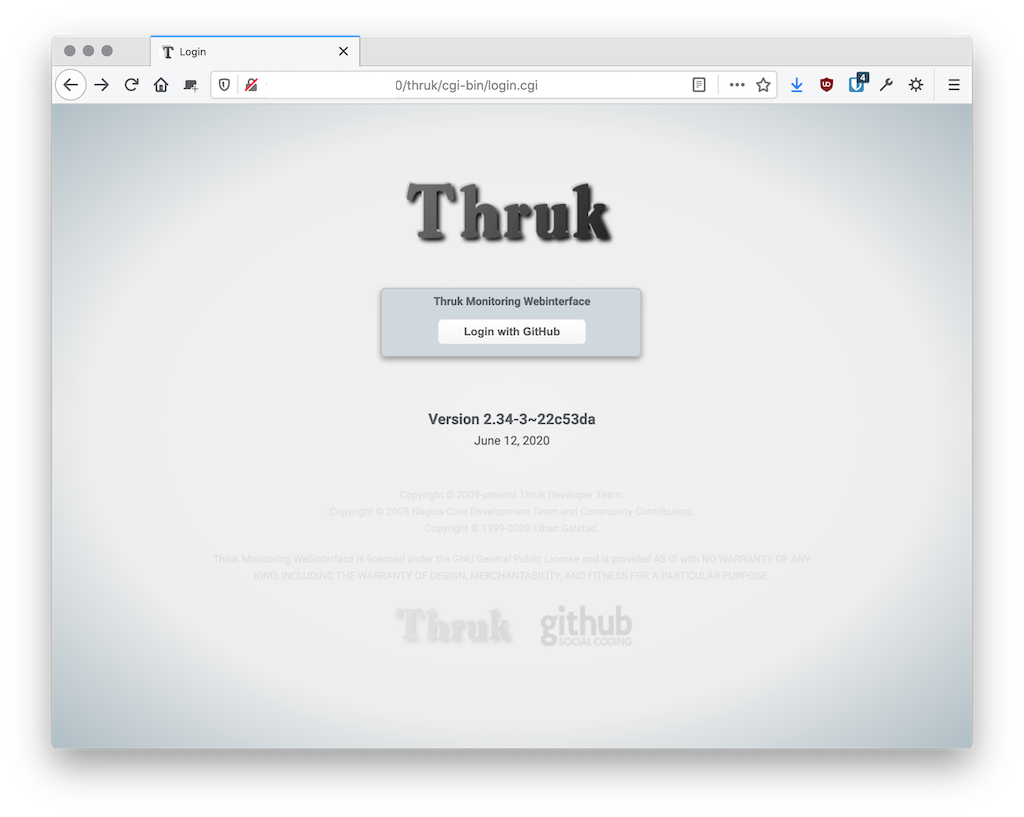 Login
4
0/thruk/cgi-bin/login.cgi
Thruk
Thruk Monitoring Webinterface
Login with GitHub
Version 2.34-3~22c53da
June 12, 2020
Copyright © 2009-present Thruk Developer Team.
Copyright © 2009 Nagios Core Development Team and Community Contributors.
Copyright © 1999-2009 Ethan Galstad.
Thruk Monitoring Webinterface is licensed under the GNU General Public License and is provided AS IS with NO WARRANTY OF ANY
KIND, INCLUDING THE WARRANTY OF DESIGN, MERCHANTABILITY, AND FITNESS FOR A PARTICULAR PURPOSE.
Thruk
github
SOCIAL CODING